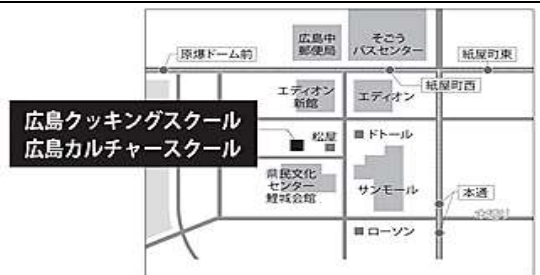 広島中
郵便局
そごう
バスセンター
原爆ドーム前
紙屋町東
紙屋町西
エディオン
新館
エディオン
広島クッキングスクール
広島カルチャースクール
松屋
ドトール
県民文化
センター
鯉城会館
サンモール
本通
本通り
ローソン